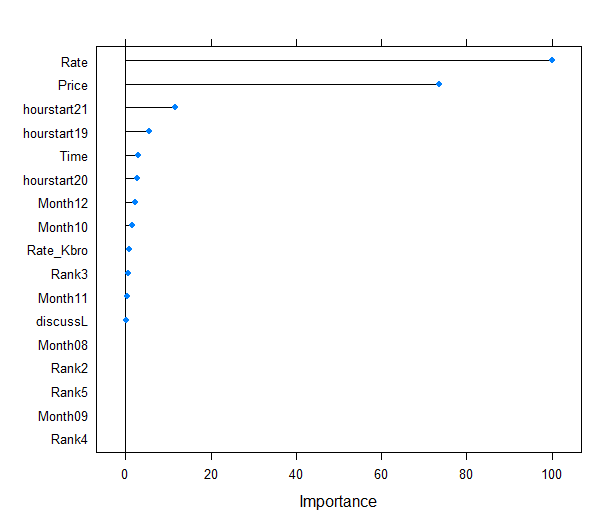 Rate
Price
hourstart21
hourstart19
Time
hourstart20
Month12
Month10
Rate_Kbro
Rank3
Month11
discussL
Month08
Rank2
Rank5
Month09
Rank4
0 20 40 60 80 100
Importance